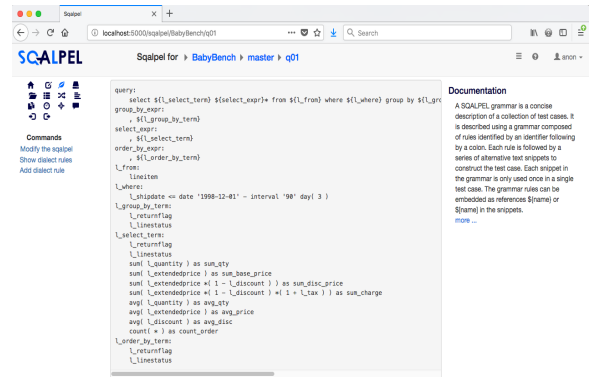 Sqalpel
localhost:5000/sqalpel/BabyBench/q01
Search
SQALPEL
Sqalpel for BabyBench master q01
anon
Commands
Modify the sqalpel
Show dialect rules
Add dialect rule
query:
select ${l_select_term} ${select_expr}* from ${l_from} where ${l_where} group by ${l_gro
group_by_expr:
, ${l_group_by_term}
select_expr:
, ${l_select_term}
order_by_expr:
, ${l_order_by_term}
l_from:
lineitem
l_where:
l_shipdate <= date '1998-12-01' - interval '90' day( 3 )
l_group_by_term:
l_returnflag
l_linestatus
l_select_term:
l_returnflag
l_linestatus
sum( l_quantity ) as sum_qty
sum( l_extendedprice ) as sum_base_price
sum( l_extendedprice *( 1 - l_discount ) ) as sum_disc_price
sum( l_extendedprice *( 1 - l_discount ) *( 1 + l_tax ) ) as sum_charge
avg( l_quantity ) as avg_qty
avg( l_extendedprice ) as avg_price
avg( l_discount ) as avg_disc
count( * ) as count_order
l_order_by_term:
l_returnflag
l_linestatus
Documentation
A SQALPEL grammar is a concise
description of a collection of test cases. It
is described using a grammar composed
of rules identified by an identifier following
by a colon. Each rule is followed by a
series of alternative text snippets to
construct the test case. Each snippet in
the grammar is only used once in a single
test case. The grammar rules can be
embedded as references ${name} or
${name} in the snippets.
more ...